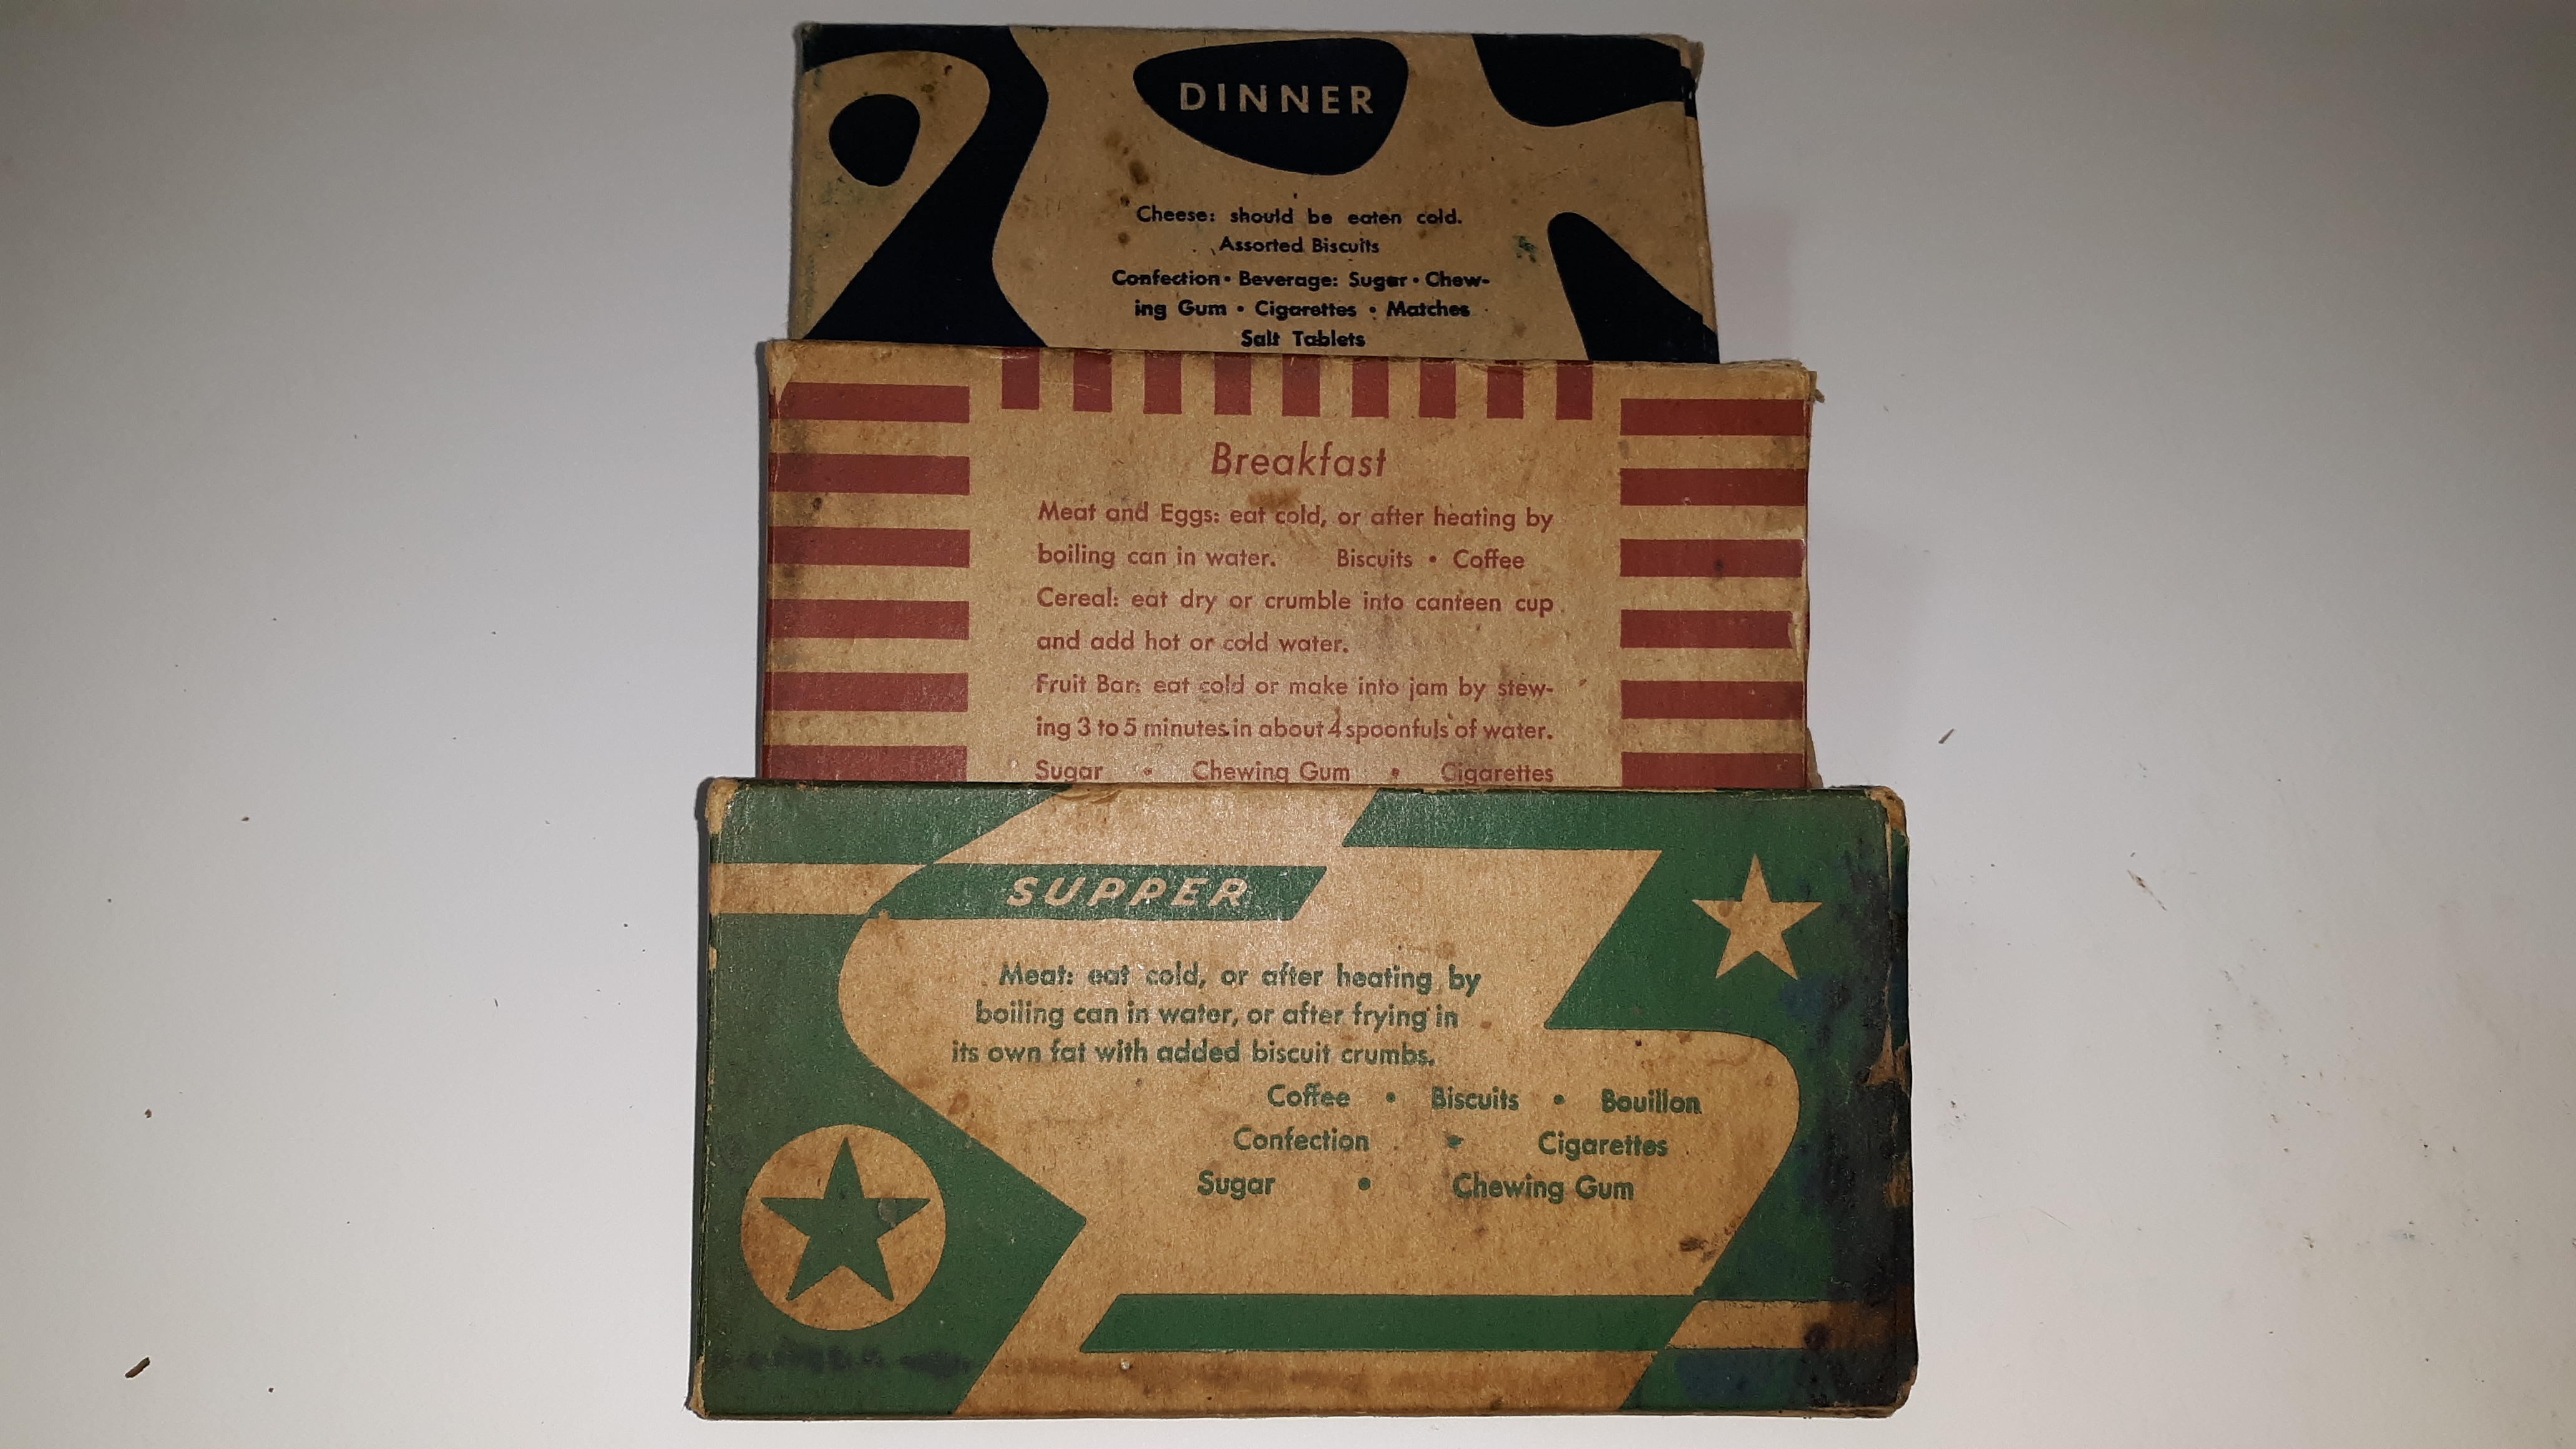 DINNER
Cheese: should be eaten cold.
Assorted Biscuits
Confection • Beverage: Sugar • Chew-
ing Gum • Cigarettes • Matches
Salt Tablets
Breakfast
Meat and Eggs: eat cold, or after heating by
boiling can in water. Biscuits • Coffee
Cereal: eat dry or crumble into canteen cup
and add hot or cold water.
Fruit Bar: eat cold or make into jam by stew-
ing 3 to 5 minutes in about 4 spoonfuls of water.
Sugar • Chewing Gum • Cigarettes
SUPPER
Meat: eat cold, or after heating by
boiling can in water, or after frying in
its own fat with added biscuit crumbs.
Coffee • Biscuits • Bouillon
Confection • Cigarettes
Sugar • Chewing Gum